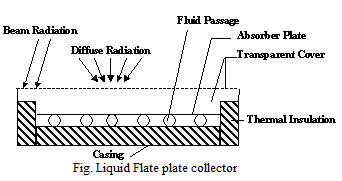 Fluid Passage
Beam Radiation
Absorber Plate
Diffuse Radiation
Transparent Cover
Thermal Insulation
Casing
Fig. Liquid Flate plate collector